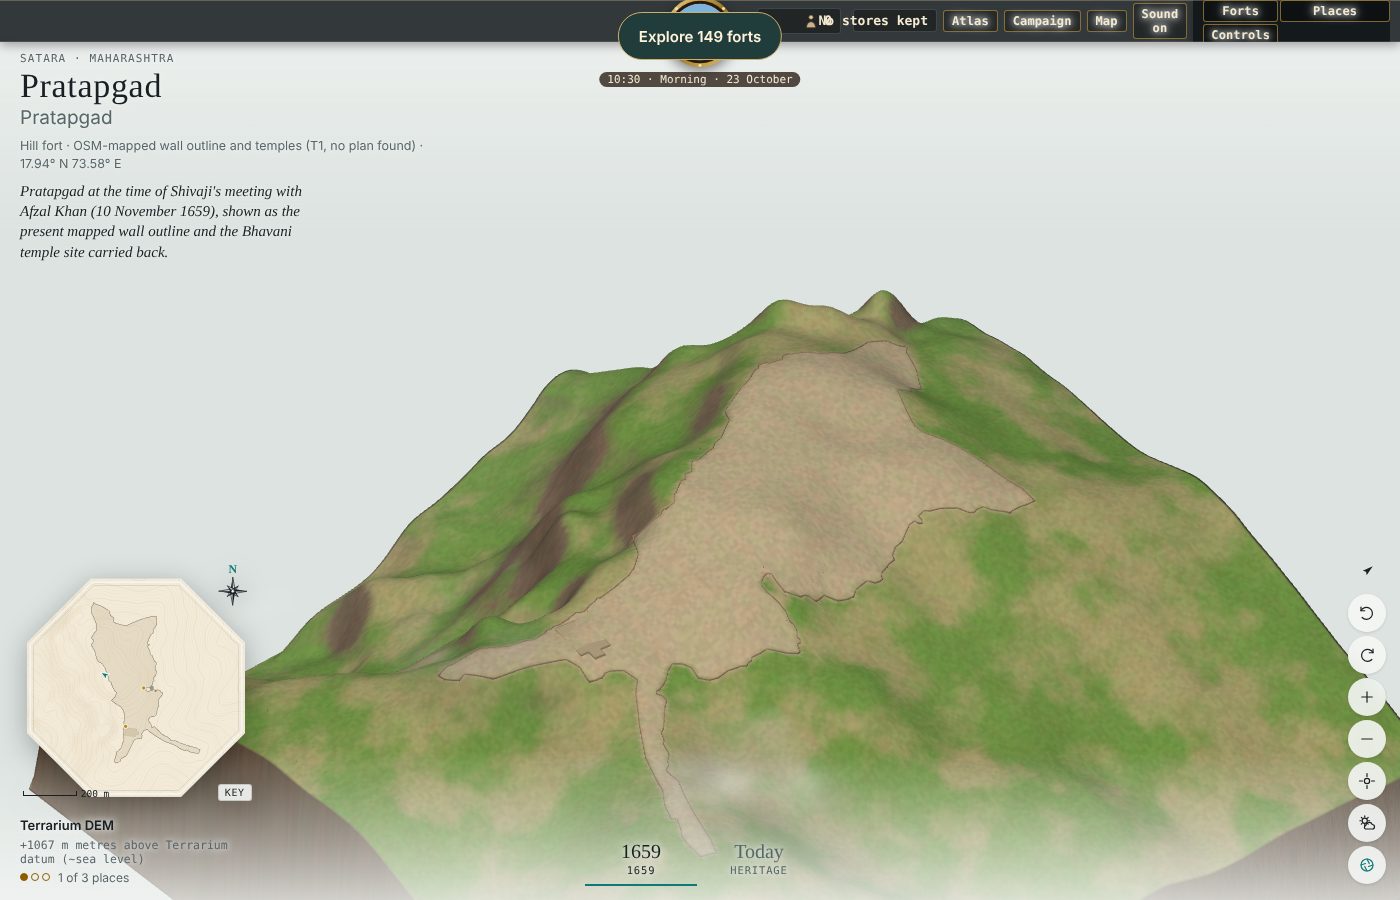 No stores kept
Atlas
Campaign
Map
Sound on
Forts
Places
Controls
Explore 149 forts
10:30 · Morning · 23 October
SATARA · MAHARASHTRA
Pratapgad
Pratapgad
Hill fort · OSM-mapped wall outline and temples (T1, no plan found) ·
17.94° N 73.58° E
Pratapgad at the time of Shivaji's meeting with
Afzal Khan (10 November 1659), shown as the
present mapped wall outline and the Bhavani
temple site carried back.
N
200 m
KEY
Terrarium DEM
+1067 m metres above Terrarium
datum (~sea level)
1 of 3 places
1659
1659
Today
HERITAGE